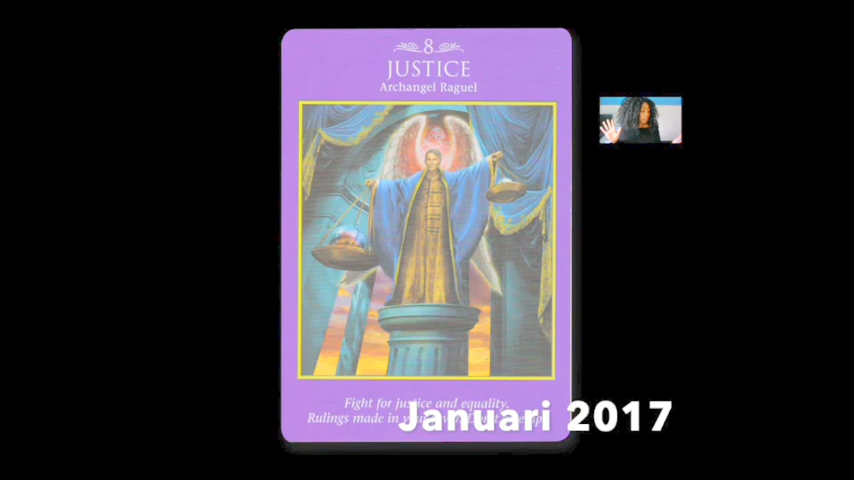 8
JUSTICE
Archangel Raguel
Fight for justice and equality.
Rulings made in
Januari 2017